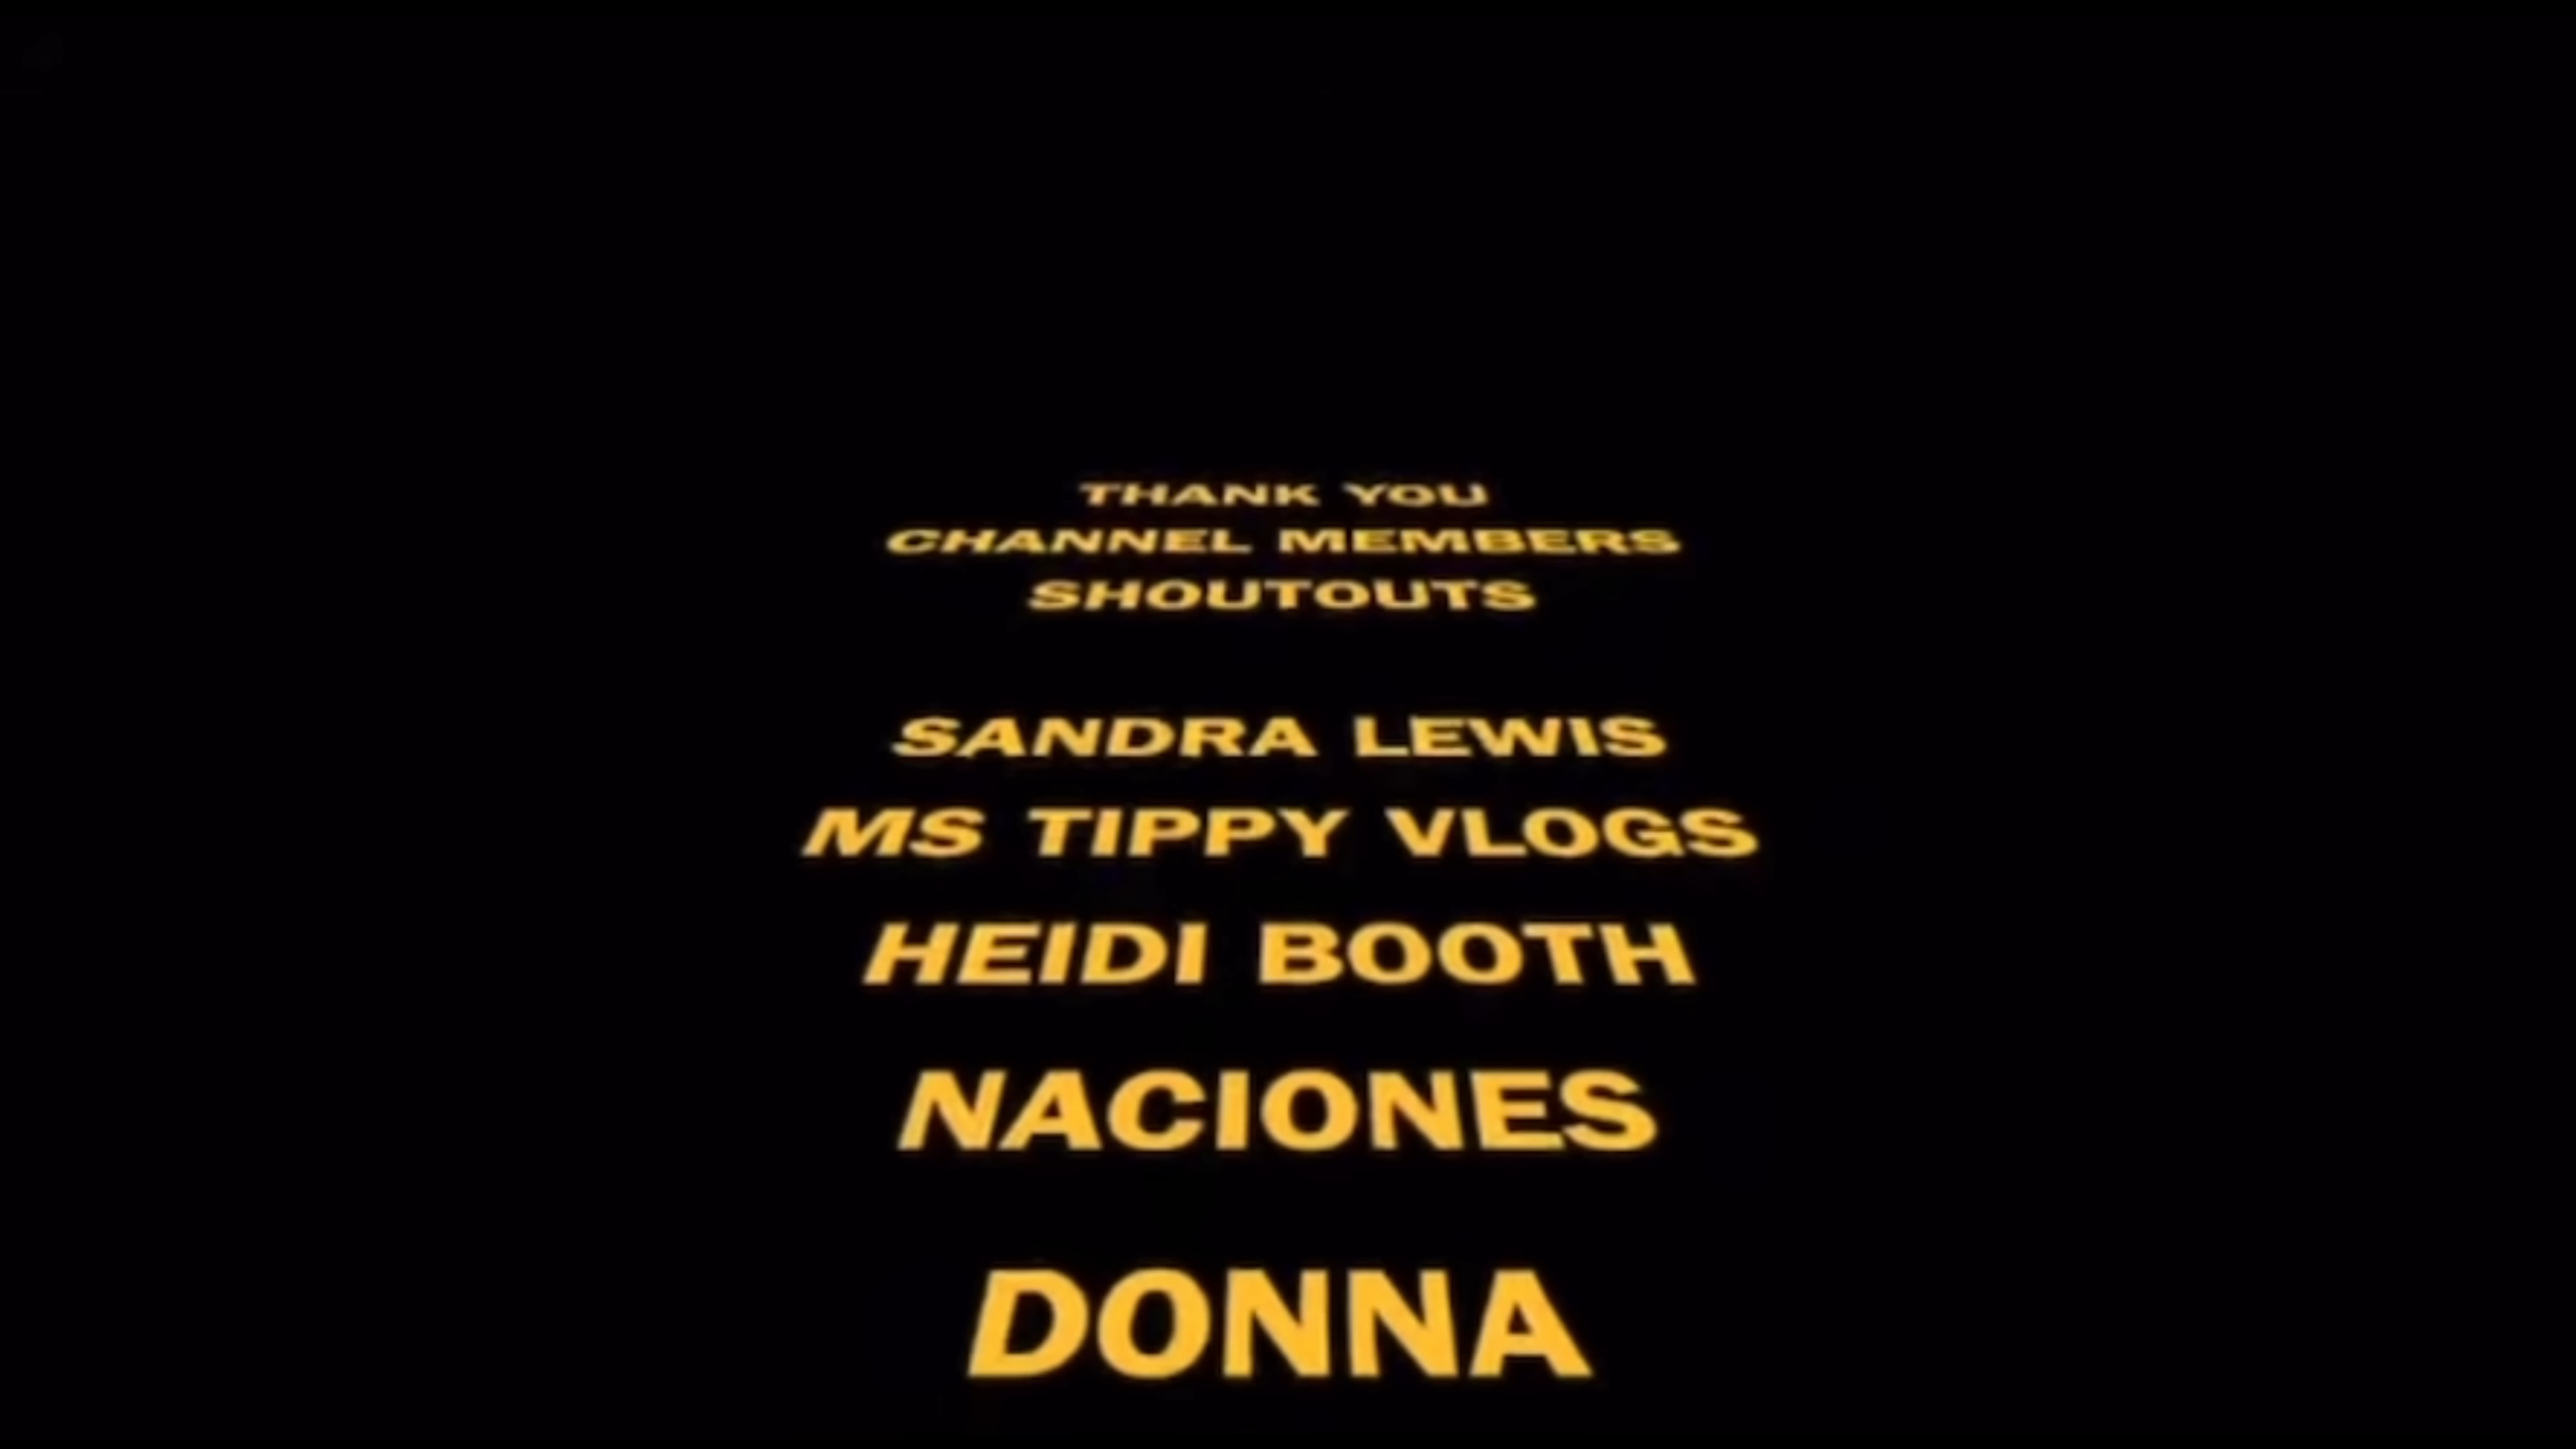 THANK YOU
CHANNEL MEMBERS
SHOUTOUTS
SANDRA LEWIS
MS TIPPY VLOGS
HEIDI BOOTH
NACIONES
DONNA